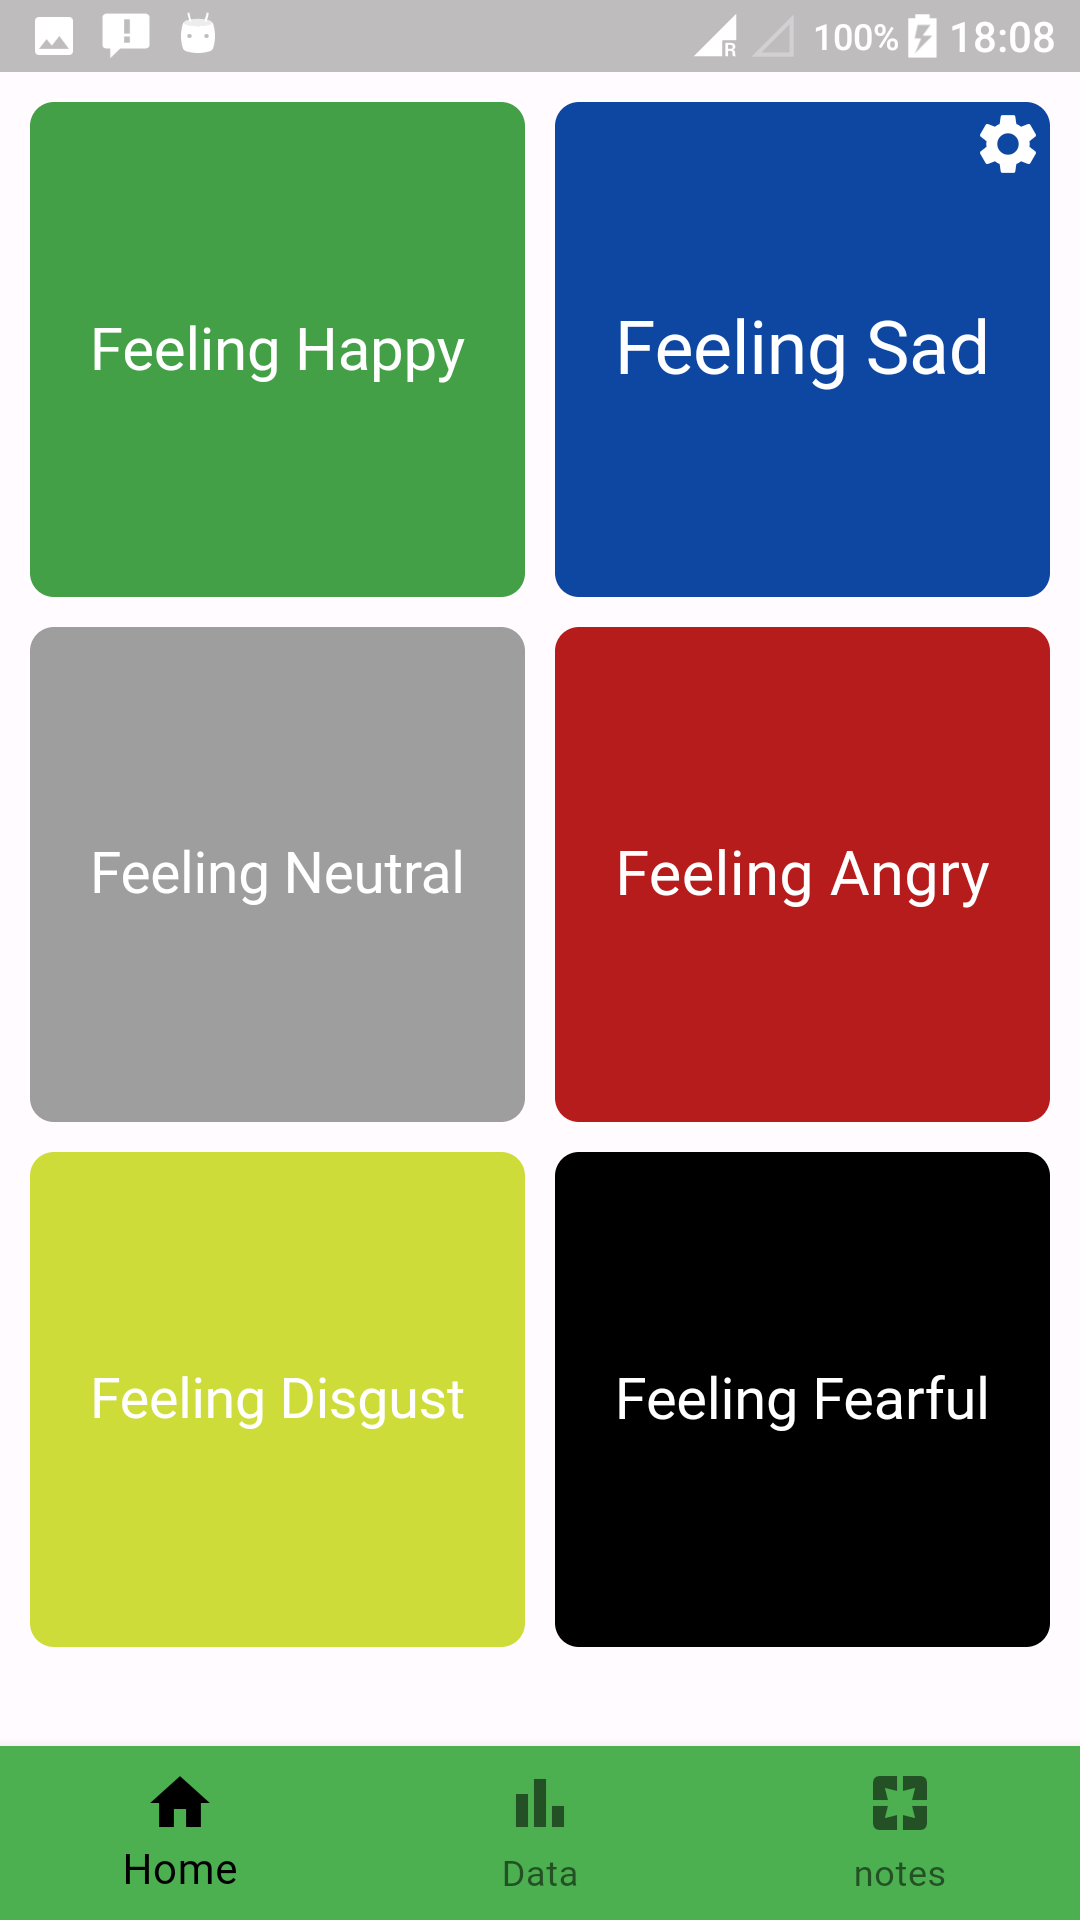 R 100% 18:08
Feeling Happy
Feeling Sad
Feeling Neutral
Feeling Angry
Feeling Disgust
Feeling Fearful
Home
Data
notes